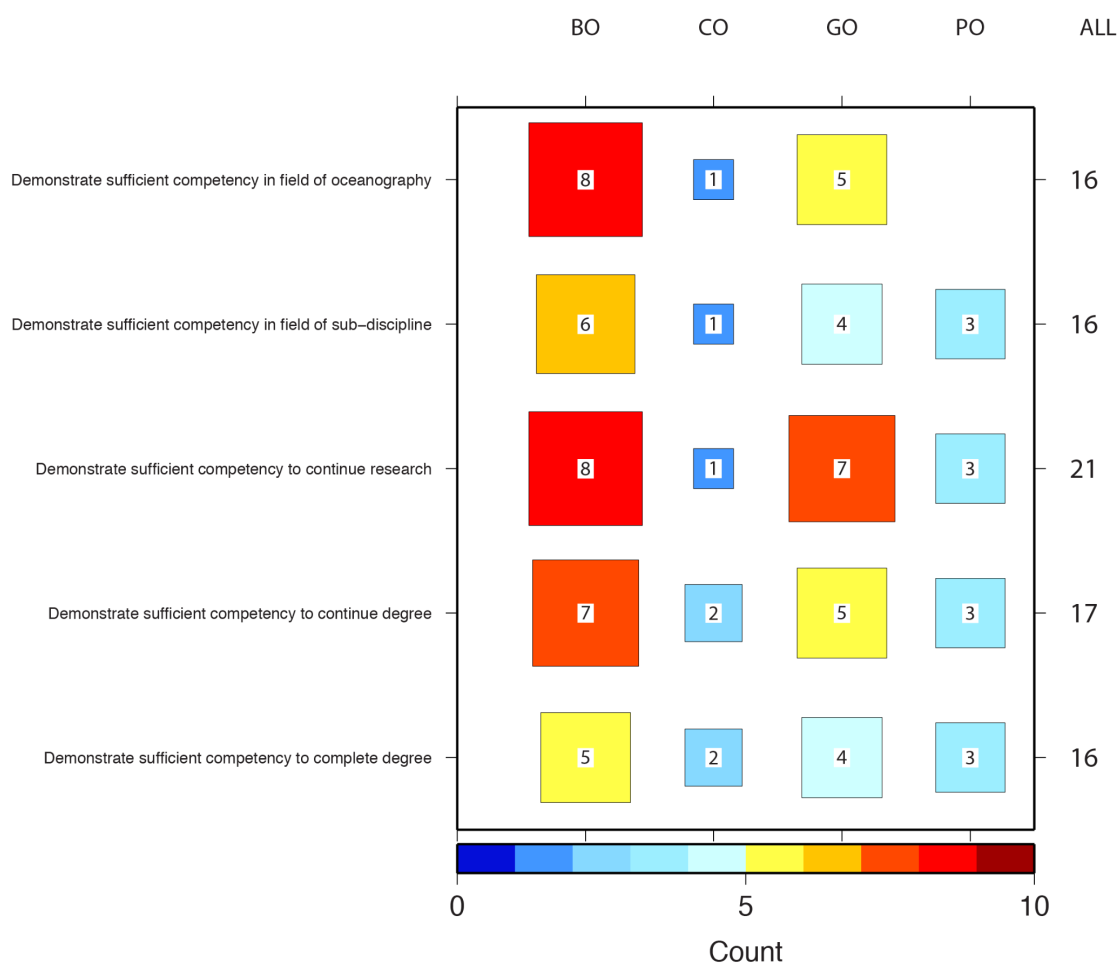 BO CO GO PO ALL
Demonstrate sufficient competency in field of oceanography 8 1 5 16
Demonstrate sufficient competency in field of sub−discipline 6 1 4 3 16
Demonstrate sufficient competency to continue research 8 1 7 3 21
Demonstrate sufficient competency to continue degree 7 2 5 3 17
Demonstrate sufficient competency to complete degree 5 2 4 3 16
0 5 10
Count